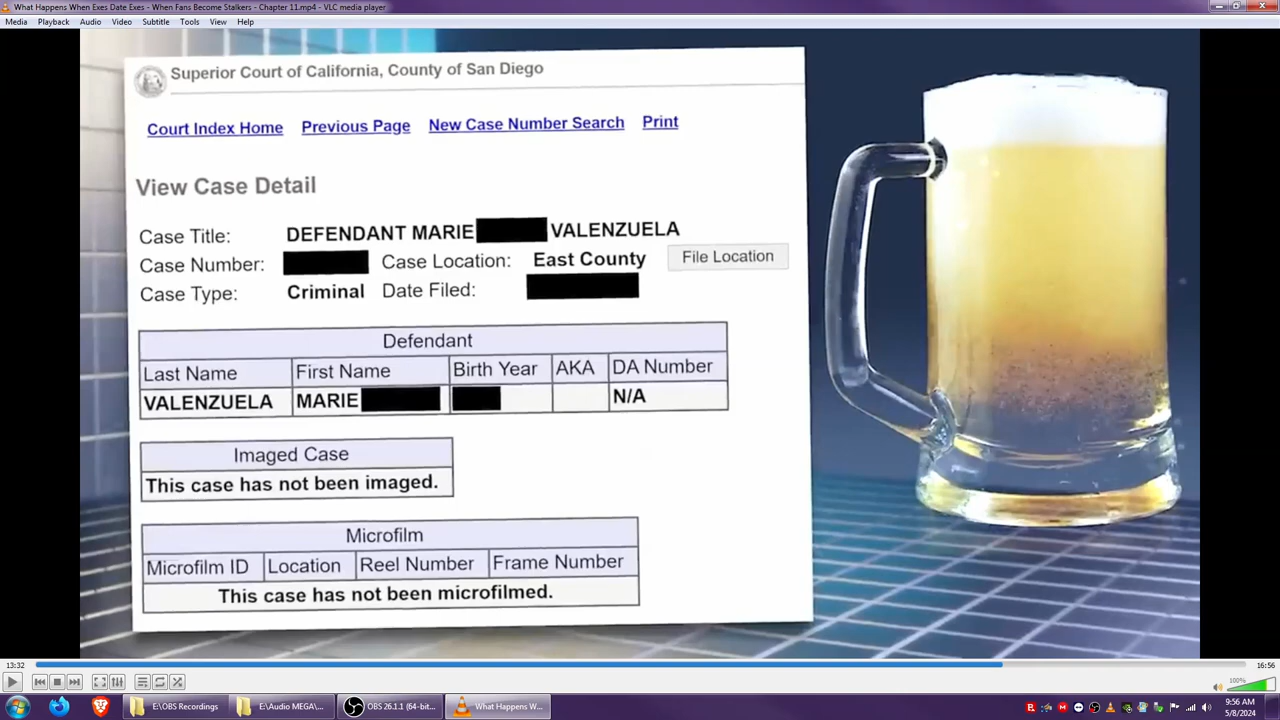 What Happens When Exes Date Exes - When Fans Become Stalkers - Chapter 11.mp4 - VLC media player
Media Playback Audio Video Subtitle Tools View Help
Superior Court of California, County of San Diego
Court Index Home Previous Page New Case Number Search Print
View Case Detail
Case Title: DEFENDANT MARIE VALENZUELA
Case Number: Case Location: East County File Location
Case Type: Criminal Date Filed:
Defendant
Last Name First Name Birth Year AKA DA Number
VALENZUELA MARIE N/A
Imaged Case
This case has not been imaged.
Microfilm
Microfilm ID Location Reel Number Frame Number
This case has not been microfilmed.
13:32 16:56
100%
E:\OBS Recordings E:\Audio MEGA\... OBS 26.1.1 (64-bit... What Happens W... 9:56 AM
5/8/2024